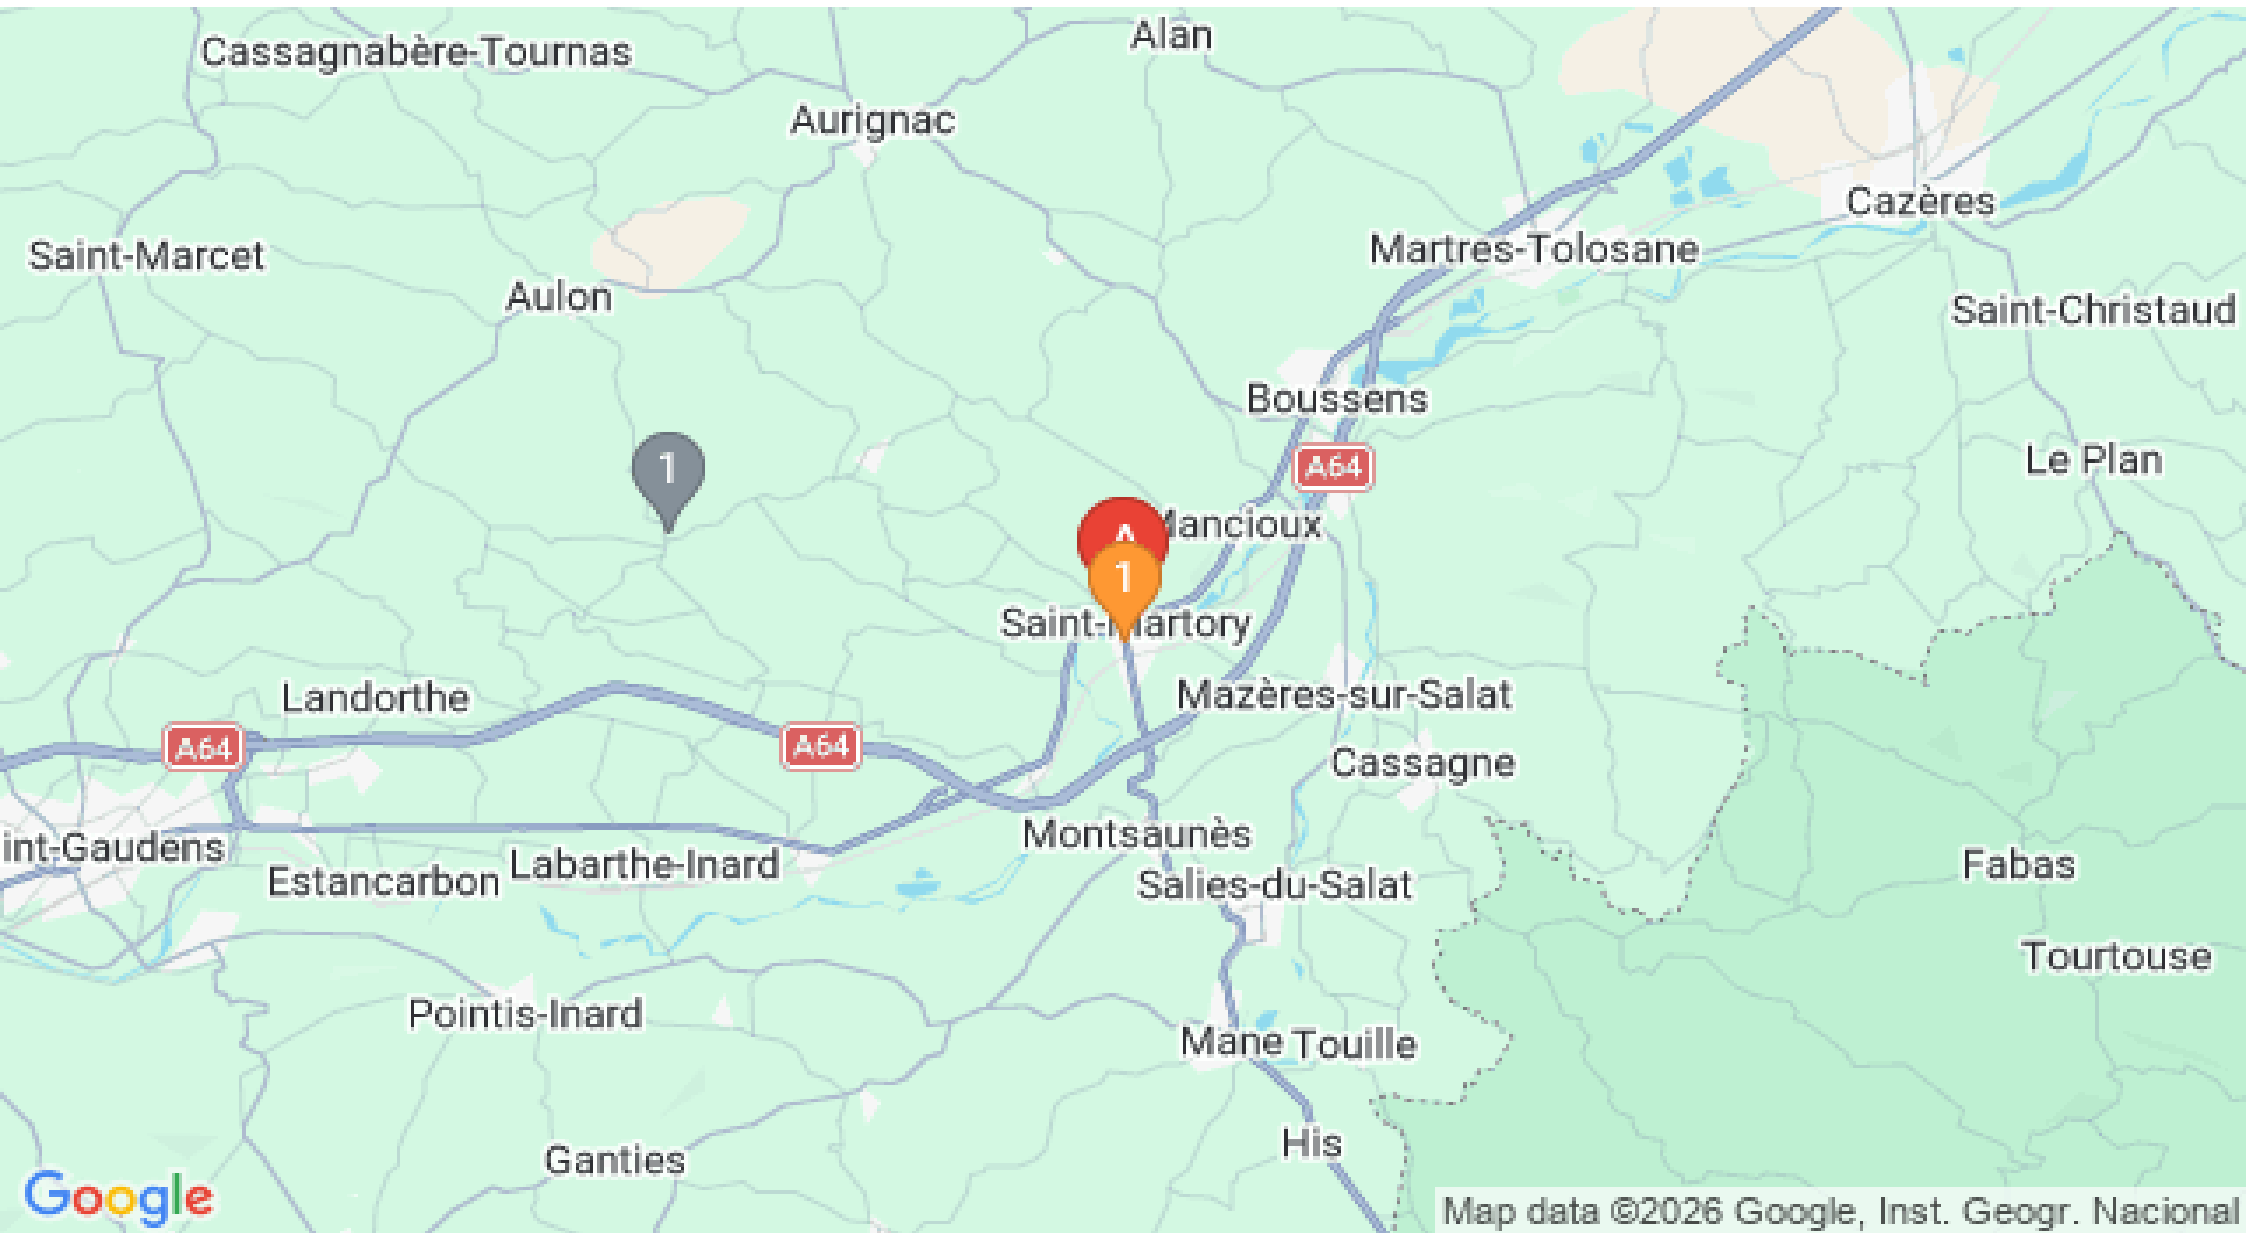 Alan
Cassagnabère-Tournas
Aurignac
Cazères
Martres-Tolosane
Saint-Marcet
Aulon
Saint-Christaud
Boussens
Le Plan
1
A64
Mancioux
A
1
Saint-Martory
Landorthe
Mazères-sur-Salat
A64
A64
Cassagne
Montsaunès
int-Gaudens
Labarthe-Inard
Estancarbon
Salies-du-Salat
Fabas
Tourtouse
Pointis-Inard
Mane
Touille
His
Ganties
Google
Map data ©2026 Google, Inst. Geogr. Nacional